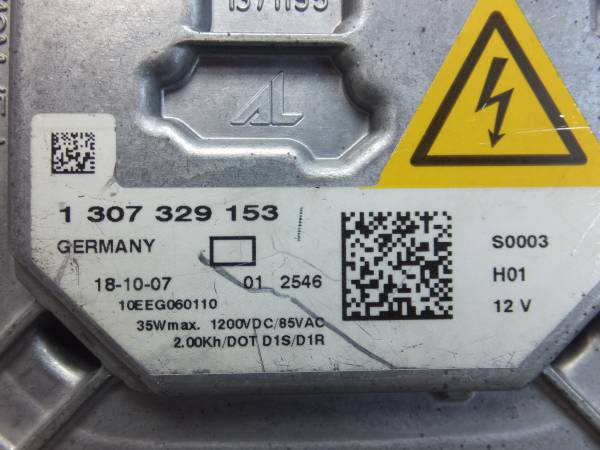 AL
1 307 329 153
GERMANY
18-10-07 01 2546
10EEG060110
35Wmax. 1200VDC/85VAC
2.00Kh/DOT D1S/D1R
S0003
H01
12 V